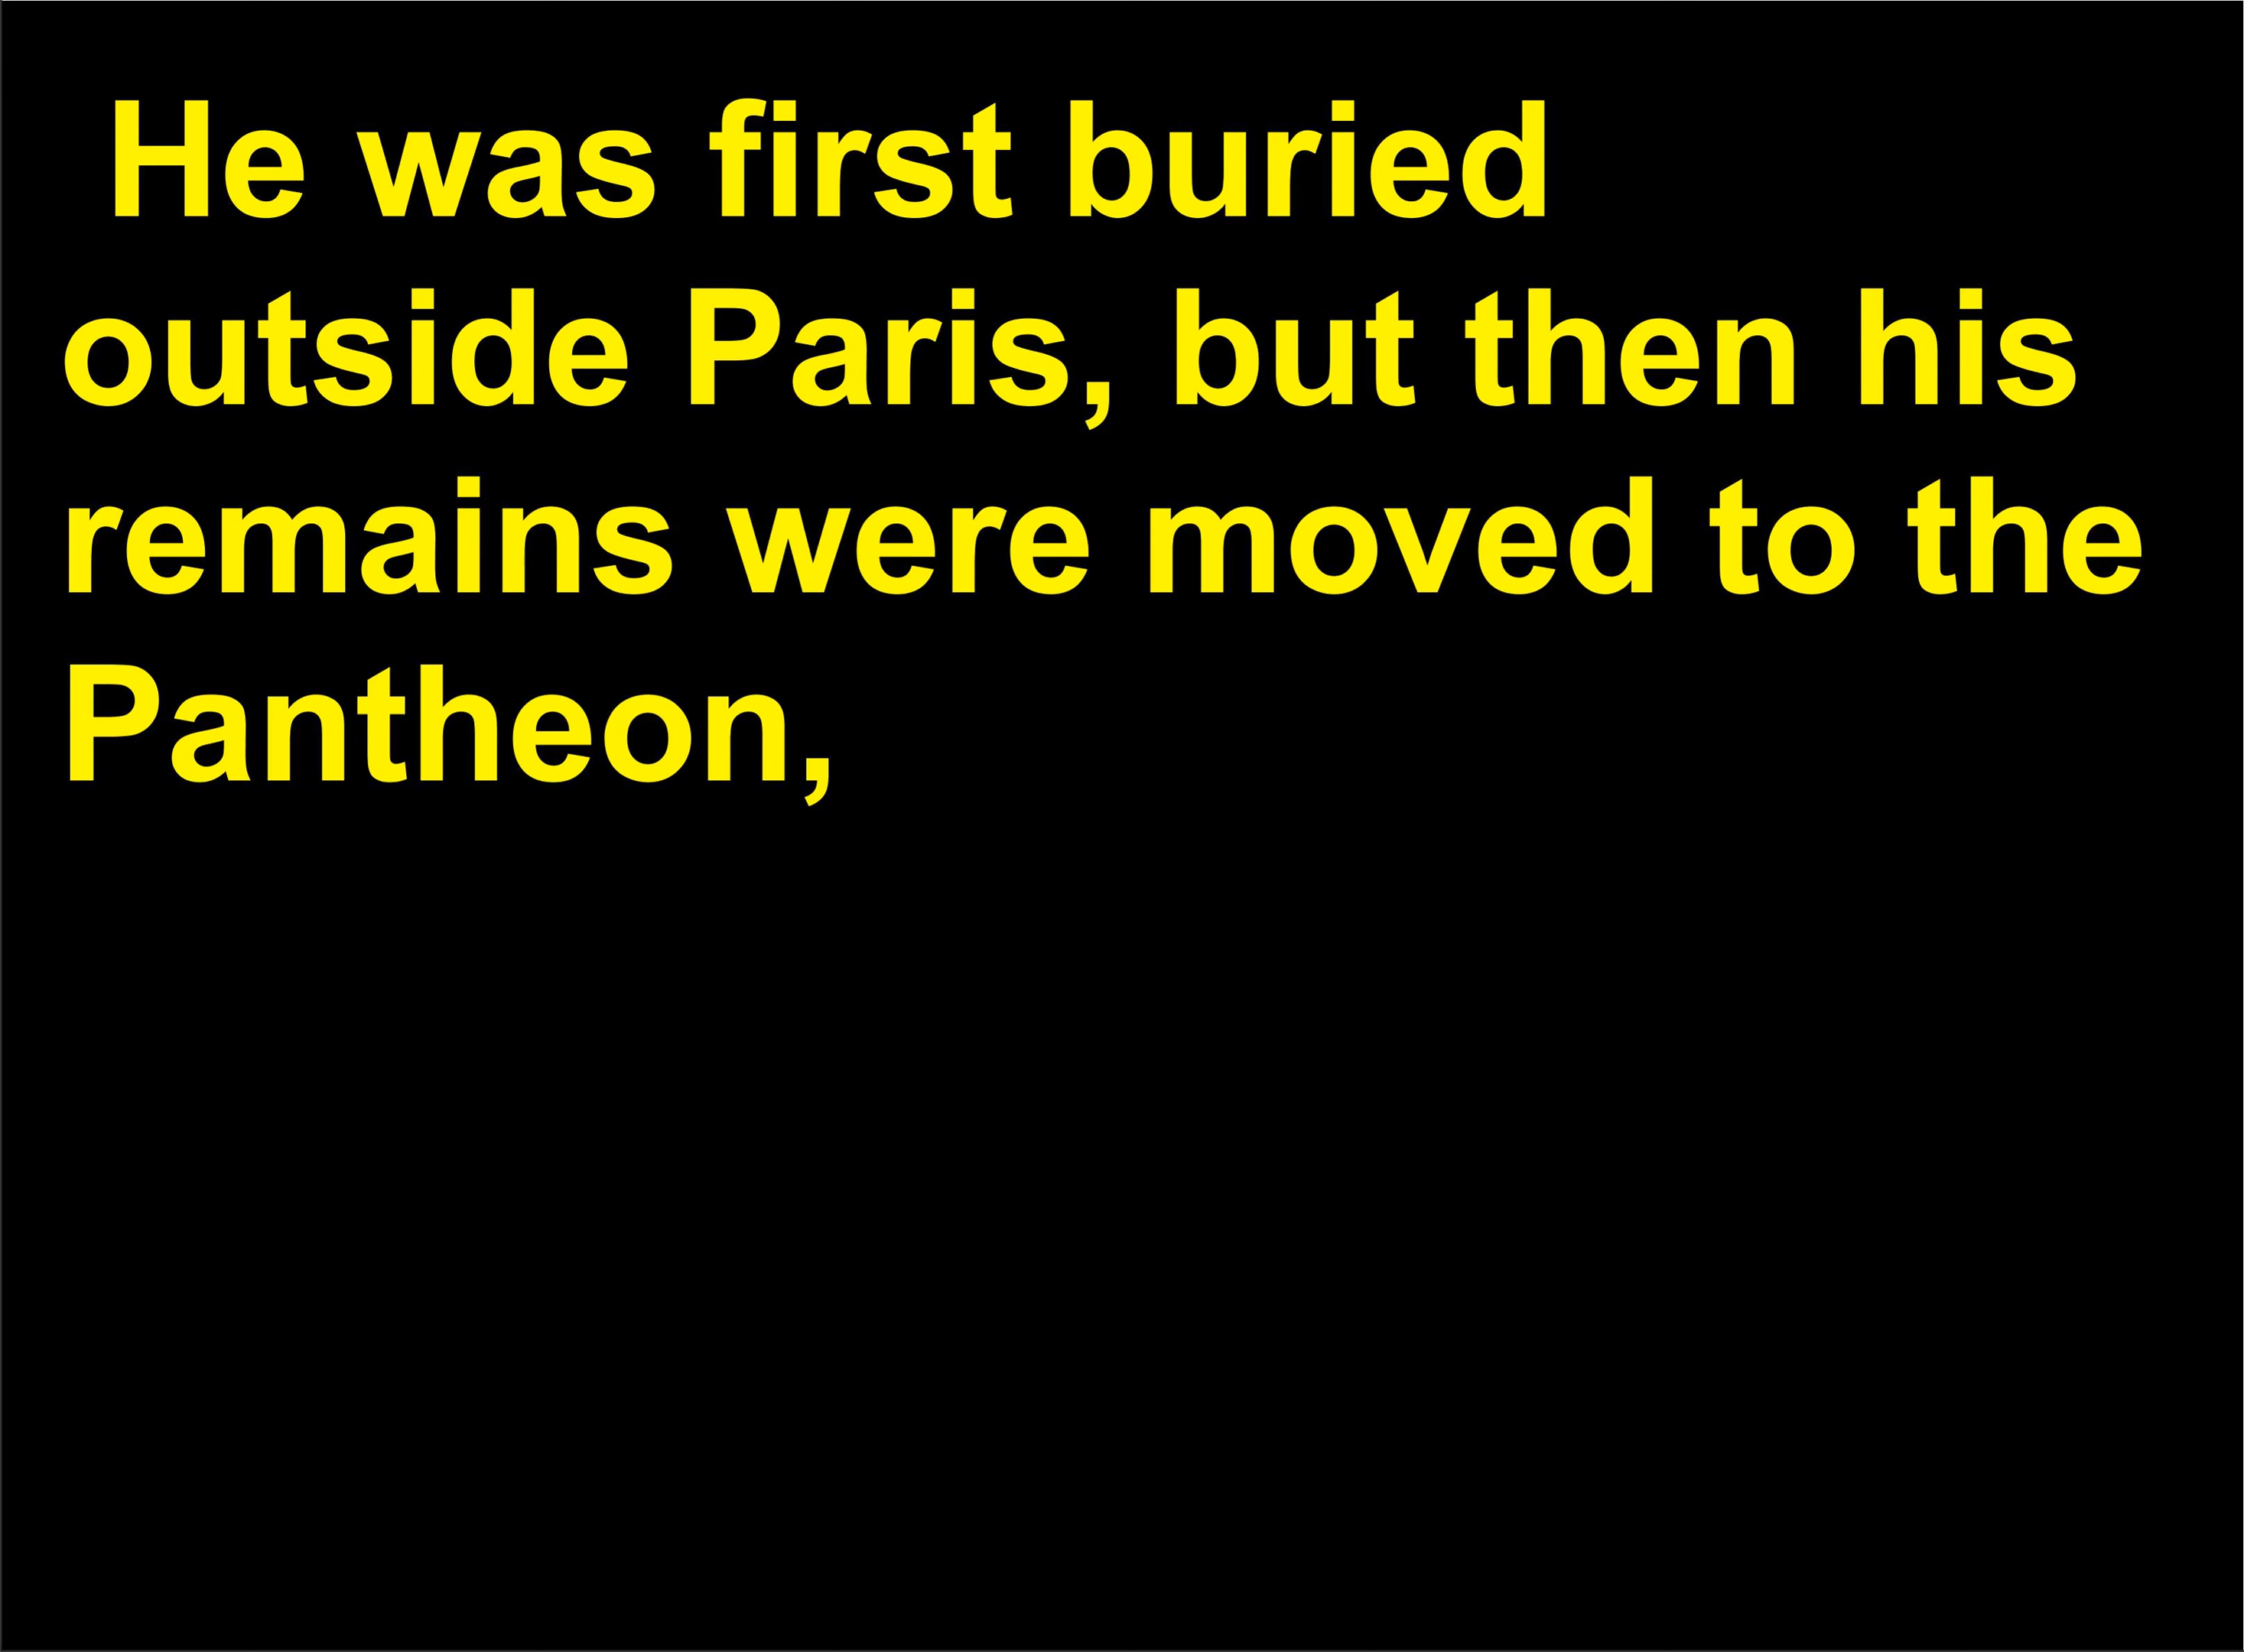 He was first buried
outside Paris, but then his
remains were moved to the
Pantheon,